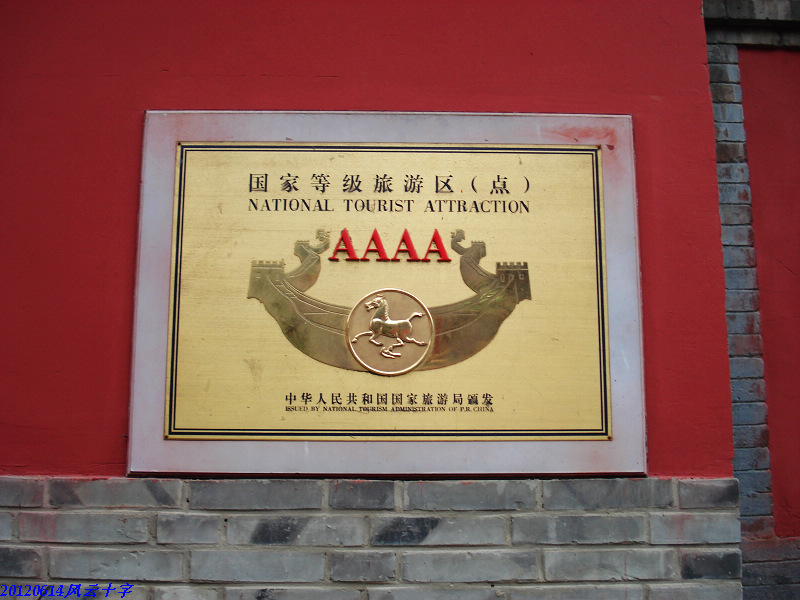 国家等级旅游区（点）
NATIONAL TOURIST ATTRACTION
AAAA
中华人民共和国国家旅游局颁发
ISSUED BY NATIONAL TOURISM ADMINISTRATION OF P.R. CHINA
20120614风云十字